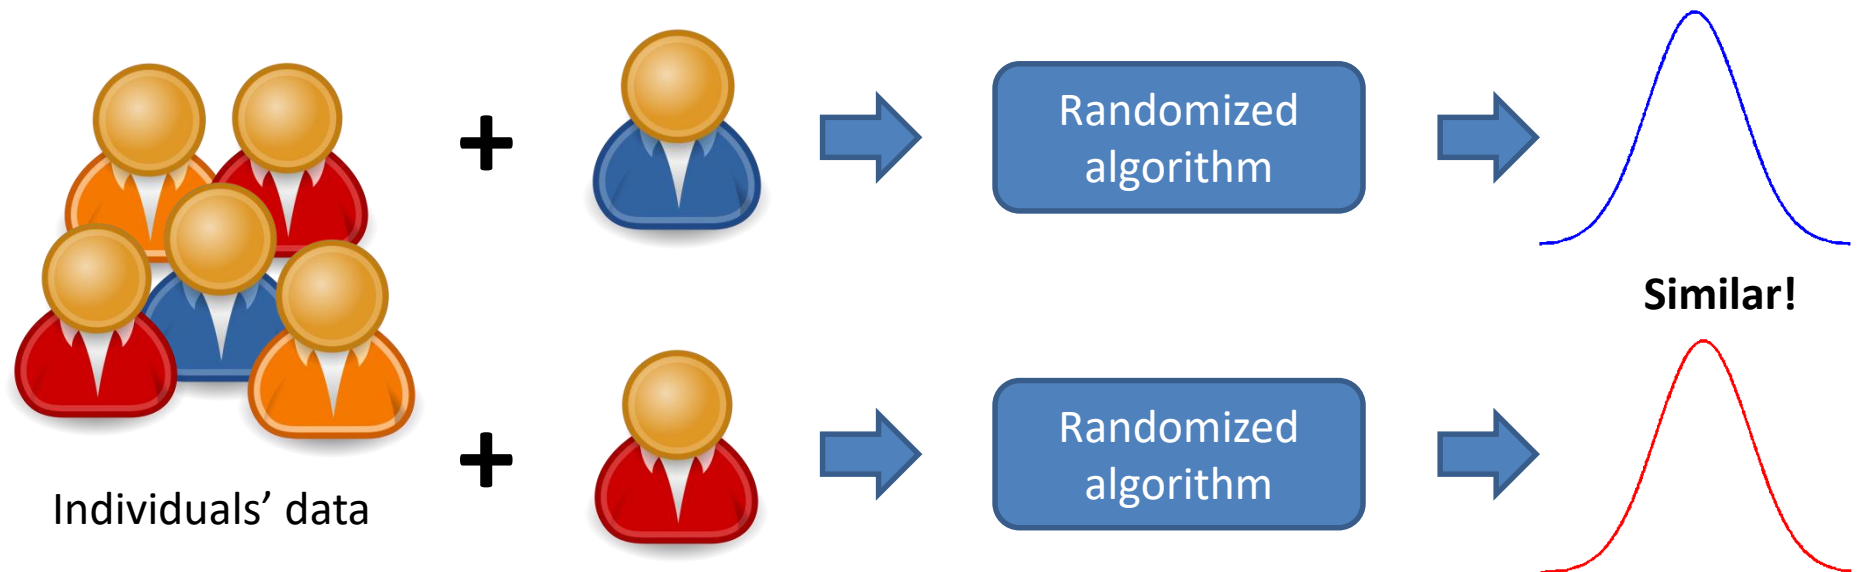 +
Randomized
algorithm
Similar!
+
Randomized
algorithm
Individuals’ data